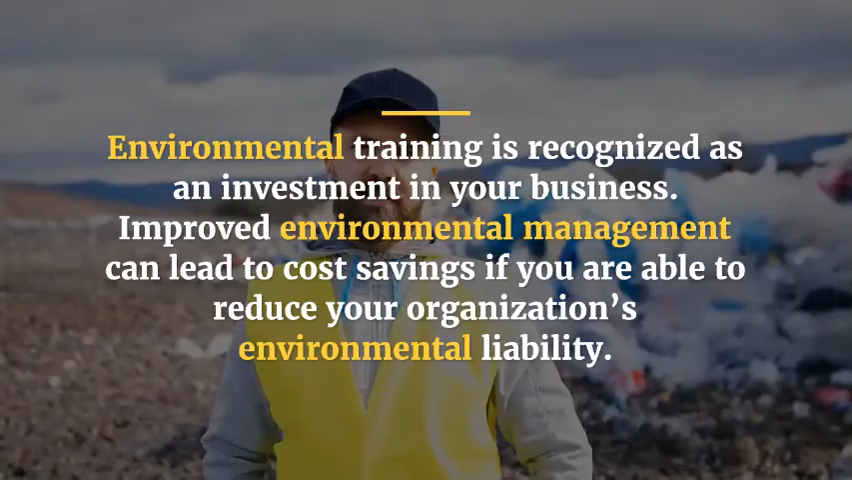 Environmental training is recognized as
an investment in your business.
Improved environmental management
can lead to cost savings if you are able to
reduce your organization’s
environmental liability.